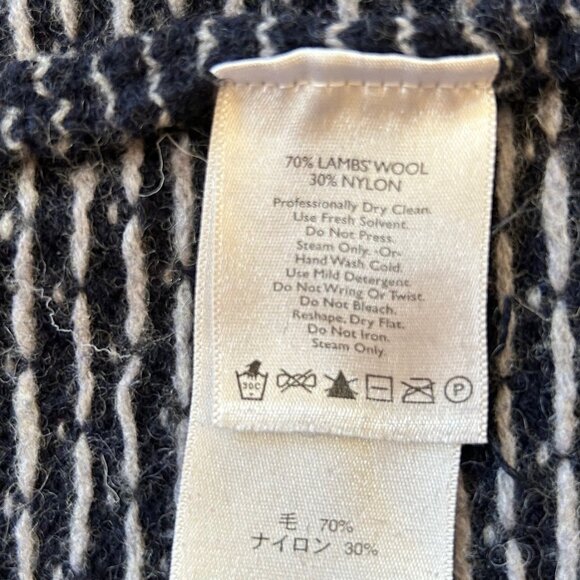 70% LAMBS' WOOL
30% NYLON
Professionally Dry Clean.
Use Fresh Solvent.
Do Not Press.
Steam Only. -Or-
Hand Wash Cold.
Use Mild Detergent.
Do Not Wring Or Twist.
Do Not Bleach.
Reshape, Dry Flat.
Do Not Iron.
Steam Only.
30C P
毛 70%
ナイロン 30%